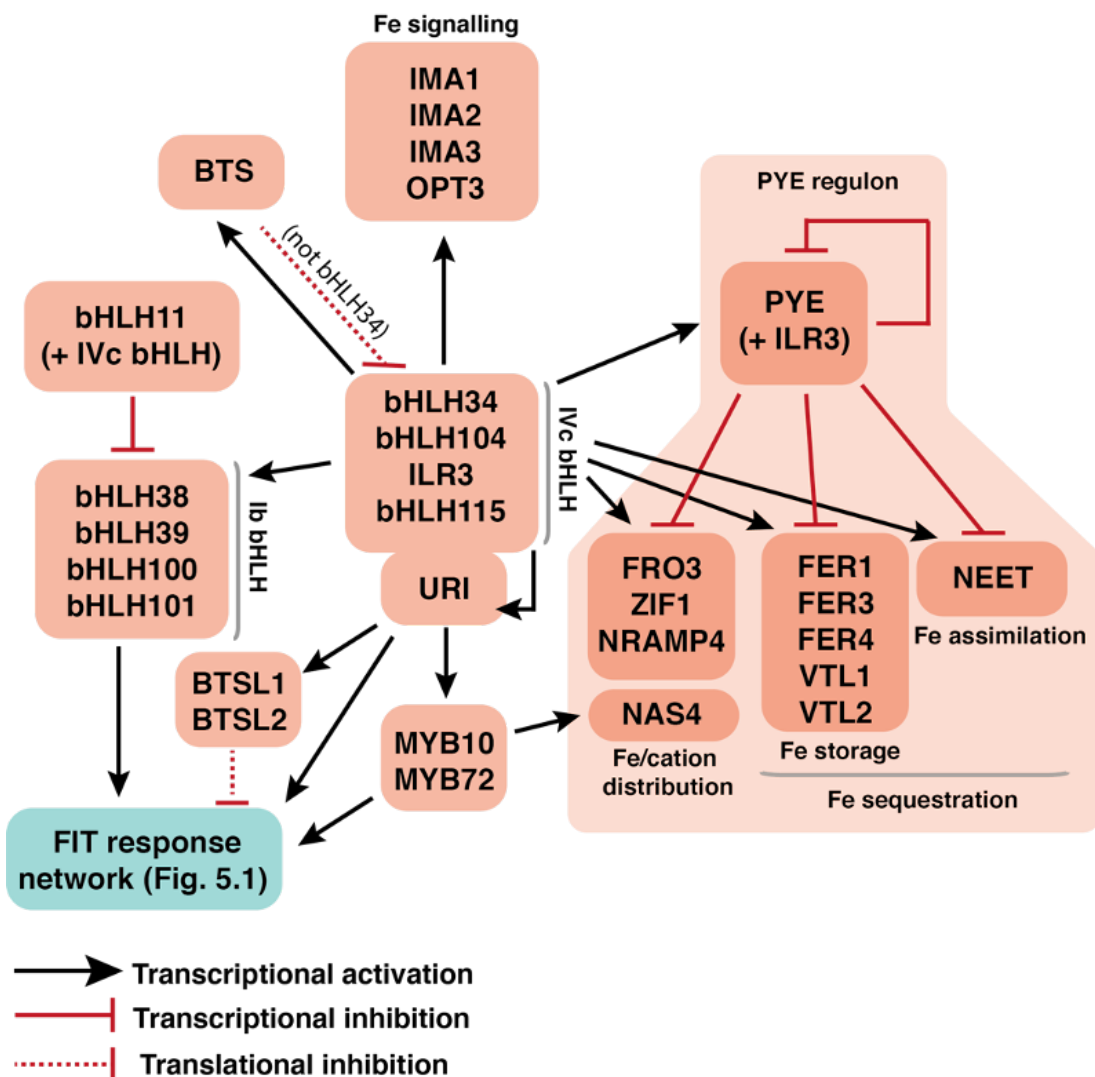 Fe signalling
IMA1
IMA2
IMA3
OPT3
BTS
(not bHLH34)
PYE regulon
PYE
(+ ILR3)
bHLH11
(+ IVc bHLH)
bHLH34
bHLH104
ILR3
bHLH115
IVc bHLH
bHLH38
bHLH39
bHLH100
bHLH101
Ib bHLH
URI
FRO3
ZIF1
NRAMP4
FER1
FER3
FER4
VTL1
VTL2
NEET
Fe assimilation
BTSL1
BTSL2
MYB10
MYB72
NAS4
Fe/cation
distribution
Fe storage
Fe sequestration
FIT response
network (Fig. 5.1)
Transcriptional activation
Transcriptional inhibition
Translational inhibition